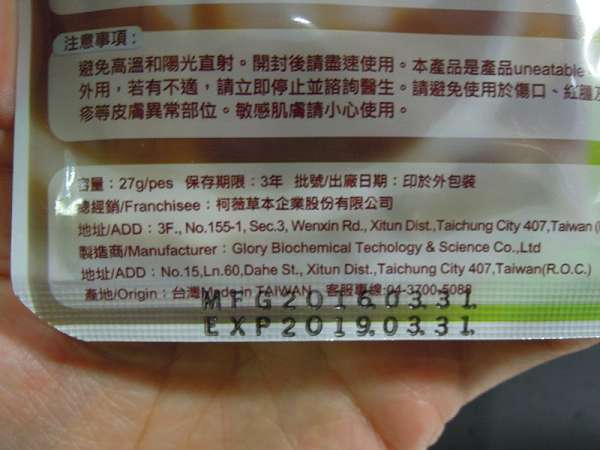 注意事項：
避免高溫和陽光直射。開封後請盡速使用。本產品是產品uneatable
外用，若有不適，請立即停止並諮詢醫生。請避免使用於傷口、紅腫及
疹等皮膚異常部位。敏感肌膚請小心使用。
容量：27g/pes 保存期限：3年 批號/出廠日期：印於外包裝
總經銷/Franchisee：柯薇草本企業股份有限公司
地址/ADD：3F., No.155-1, Sec.3, Wenxin Rd., Xitun Dist.,Taichung City 407,Taiwan
製造商/Manufacturer：Glory Biochemical Techology & Science Co.,Ltd
地址/ADD：No.15,Ln.60,Dahe St., Xitun Dist.,Taichung City 407,Taiwan(R.O.C.)
產地/Origin：台灣Made in TAIWAN 客服專線:04-3700-5088
MFG2016.03.31.
EXP2019.03.31.